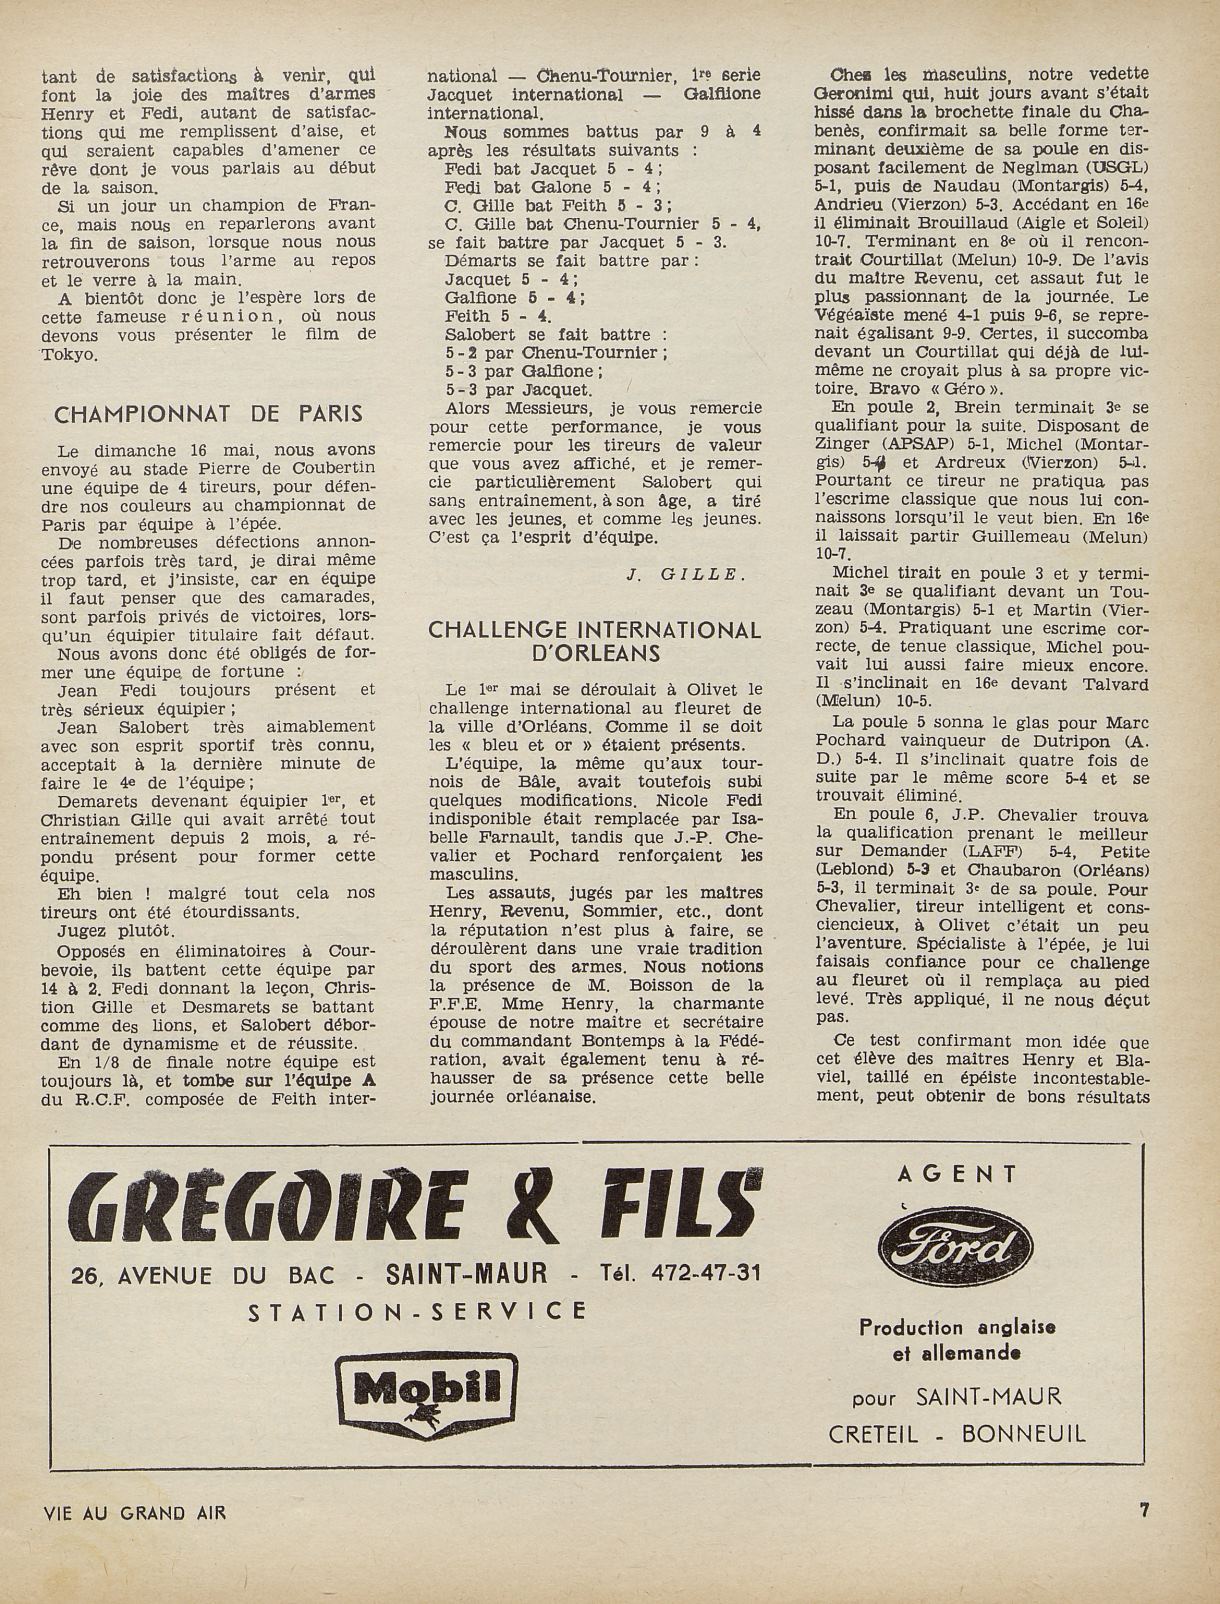 tant de satisfactions à venir, qui
font la joie des maîtres d'armes
Henry et Fedi, autant de satisfac-
tions qui me remplissent d'aise, et
qui seraient capables d'amener ce
rêve dont je vous parlais au début
de la saison.
Si un jour un champion de Fran-
ce, mais nous en reparlerons avant
la fin de saison, lorsque nous nous
retrouverons tous l'arme au repos
et le verre à la main.
A bientôt donc je l'espère lors de
cette fameuse réunion, où nous
devons vous présenter le film de
Tokyo.
CHAMPIONNAT DE PARIS
Le dimanche 16 mai, nous avons
envoyé au stade Pierre de Coubertin
une équipe de 4 tireurs, pour défen-
dre nos couleurs au championnat de
Paris par équipe à l'épée.
De nombreuses défections annon-
cées parfois très tard, je dirai même
trop tard, et j'insiste, car en équipe
il faut penser que des camarades,
sont parfois privés de victoires, lors-
qu'un équipier titulaire fait défaut.
Nous avons donc été obligés de for-
mer une équipe de fortune :
Jean Fedi toujours présent et
très sérieux équipier ;
Jean Salobert très aimablement
avec son esprit sportif très connu,
acceptait à la dernière minute de
faire le 4e de l'équipe ;
Demarets devenant équipier 1er, et
Christian Gille qui avait arrêté tout
entraînement depuis 2 mois, a ré-
pondu présent pour former cette
équipe.
Eh bien ! malgré tout cela nos
tireurs ont été étourdissants.
Jugez plutôt.
Opposés en éliminatoires à Cour-
bevoie, ils battent cette équipe par
14 à 2. Fedi donnant la leçon, Chris-
tion Gille et Desmarets se battant
comme des lions, et Salobert débor-
dant de dynamisme et de réussite.
En 1/8 de finale notre équipe est
toujours là, et tombe sur l'équipe A
du R.C.F. composée de Feith inter-
national — Chenu-Tournier, 1re serie
Jacquet international — Galfione
international.
Nous sommes battus par 9 à 4
après les résultats suivants :
Fedi bat Jacquet 5 - 4 ;
Fedi bat Galone 5 - 4 ;
C. Gille bat Feith 5 - 3 ;
C. Gille bat Chenu-Tournier 5 - 4,
se fait battre par Jacquet 5 - 3.
Démarts se fait battre par :
Jacquet 5 - 4 ;
Galfione 5 - 4 ;
Feith 5 - 4.
Salobert se fait battre :
5 - 2 par Chenu-Tournier ;
5 - 3 par Galfione ;
5 - 3 par Jacquet.
Alors Messieurs, je vous remercie
pour cette performance, je vous
remercie pour les tireurs de valeur
que vous avez affiché, et je remer-
cie particulièrement Salobert qui
sans entraînement, à son âge, a tiré
avec les jeunes, et comme les jeunes.
C'est ça l'esprit d'équipe.
J. GILLE.
CHALLENGE INTERNATIONAL
D'ORLEANS
Le 1er mai se déroulait à Olivet le
challenge international au fleuret de
la ville d'Orléans. Comme il se doit
les « bleu et or » étaient présents.
L'équipe, la même qu'aux tour-
nois de Bâle, avait toutefois subi
quelques modifications. Nicole Fedi
indisponible était remplacée par Isa-
belle Farnault, tandis que J.-P. Che-
valier et Pochard renforçaient les
masculins.
Les assauts, jugés par les maîtres
Henry, Revenu, Sommier, etc., dont
la réputation n'est plus à faire, se
déroulèrent dans une vraie tradition
du sport des armes. Nous notions
la présence de M. Boisson de la
F.F.E. Mme Henry, la charmante
épouse de notre maître et secrétaire
du commandant Bontemps à la Fédé-
ration, avait également tenu à ré-
hausser de sa présence cette belle
journée orléanaise.
Ches les masculins, notre vedette
Geronimi qui, huit jours avant s'était
hissé dans la brochette finale du Cha-
benès, confirmait sa belle forme ter-
minant deuxième de sa poule en dis-
posant facilement de Neglman (USGL)
5-1, puis de Naudau (Montargis) 5-4,
Andrieu (Vierzon) 5-3. Accédant en 16e
il éliminait Brouillaud (Aigle et Soleil)
10-7. Terminant en 8e où il rencon-
trait Courtillat (Melun) 10-9. De l'avis
du maître Revenu, cet assaut fut le
plus passionnant de la journée. Le
Végéaïste mené 4-1 puis 9-6, se repre-
nait égalisant 9-9. Certes, il succomba
devant un Courtillat qui déjà de lui-
même ne croyait plus à sa propre vic-
toire. Bravo « Géro ».
En poule 2, Brein terminait 3e se
qualifiant pour la suite. Disposant de
Zinger (APSAP) 5-1, Michel (Montar-
gis) et Ardreux (Vierzon) 5-1.
Pourtant ce tireur ne pratiqua pas
l'escrime classique que nous lui con-
naissons lorsqu'il le veut bien. En 16e
il laissait partir Guillemeau (Melun)
10-7.
Michel tirait en poule 3 et y termi-
nait 3e se qualifiant devant un Tou-
zeau (Montargis) 5-1 et Martin (Vier-
zon) 5-4. Pratiquant une escrime cor-
recte, de tenue classique, Michel pou-
vait lui aussi faire mieux encore.
Il s'inclinait en 16e devant Talvard
(Melun) 10-5.
La poule 5 sonna le glas pour Marc
Pochard vainqueur de Dutripon (A.
D.) 5-4. Il s'inclinait quatre fois de
suite par le même score 5-4 et se
trouvait éliminé.
En poule 6, J.P. Chevalier trouva
la qualification prenant le meilleur
sur Demander (LAFF) 5-4, Petite
(Leblond) 5-3 et Chaubaron (Orléans)
5-3, il terminait 3e de sa poule. Pour
Chevalier, tireur intelligent et cons-
ciencieux, à Olivet c'était un peu
l'aventure. Spécialiste à l'épée, je lui
faisais confiance pour ce challenge
au fleuret où il remplaça au pied
levé. Très appliqué, il ne nous déçut
pas.
Ce test confirmant mon idée que
cet élève des maîtres Henry et Bla-
viel, taillé en épéiste incontestable-
ment, peut obtenir de bons résultats
GRÉGOIRE & FILS
26, AVENUE DU BAC - SAINT-MAUR - Tél. 472-47-31
STATION-SERVICE
Mobil
AGENT
Ford
Production anglaise
et allemande
pour SAINT-MAUR
CRETEIL - BONNEUIL
VIE AU GRAND AIR
7